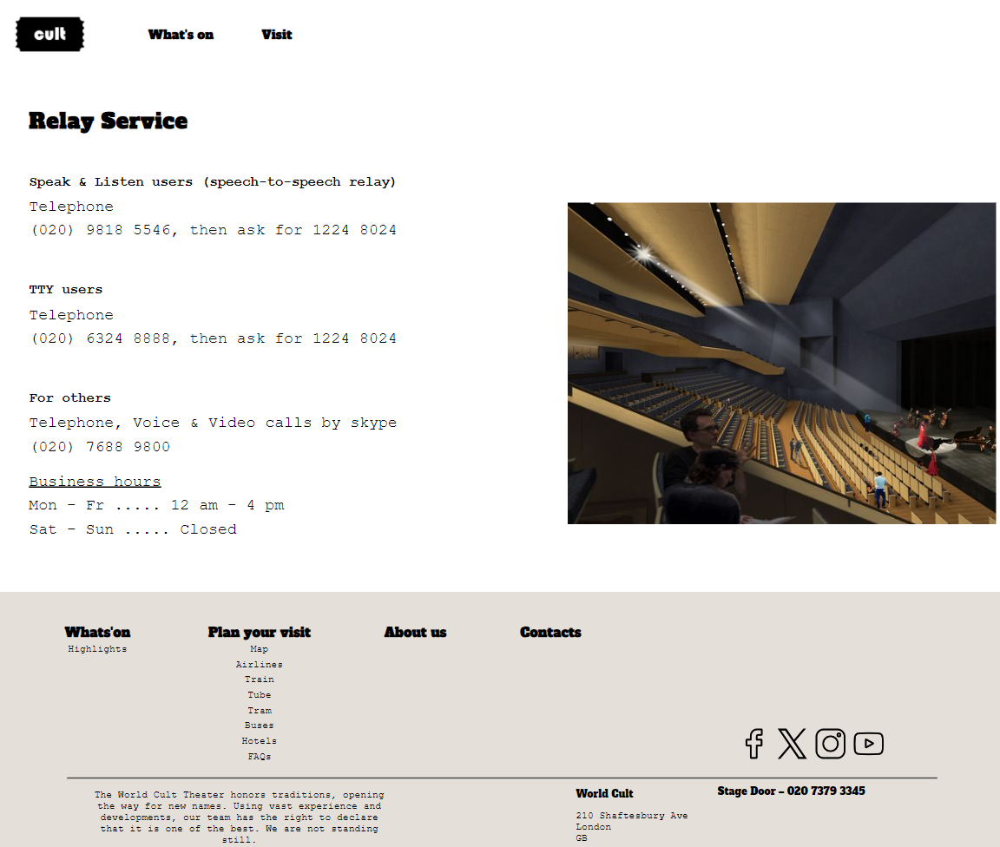 cult
What's on
Visit
Relay Service
Speak & Listen users (speech-to-speech relay)
Telephone
(020) 9818 5546, then ask for 1224 8024
TTY users
Telephone
(020) 6324 8888, then ask for 1224 8024
For others
Telephone, Voice & Video calls by skype
(020) 7688 9800
Business hours
Mon - Fr ..... 12 am - 4 pm
Sat - Sun ..... Closed
Whats'on
Highlights
Plan your visit
Map
Airlines
Train
Tube
Tram
Buses
Hotels
FAQs
About us
Contacts
The World Cult Theater honors traditions, opening
the way for new names. Using vast experience and
developments, our team has the right to declare
that it is one of the best. We are not standing
still.
World Cult
210 Shaftesbury Ave
London
GB
Stage Door – 020 7379 3345